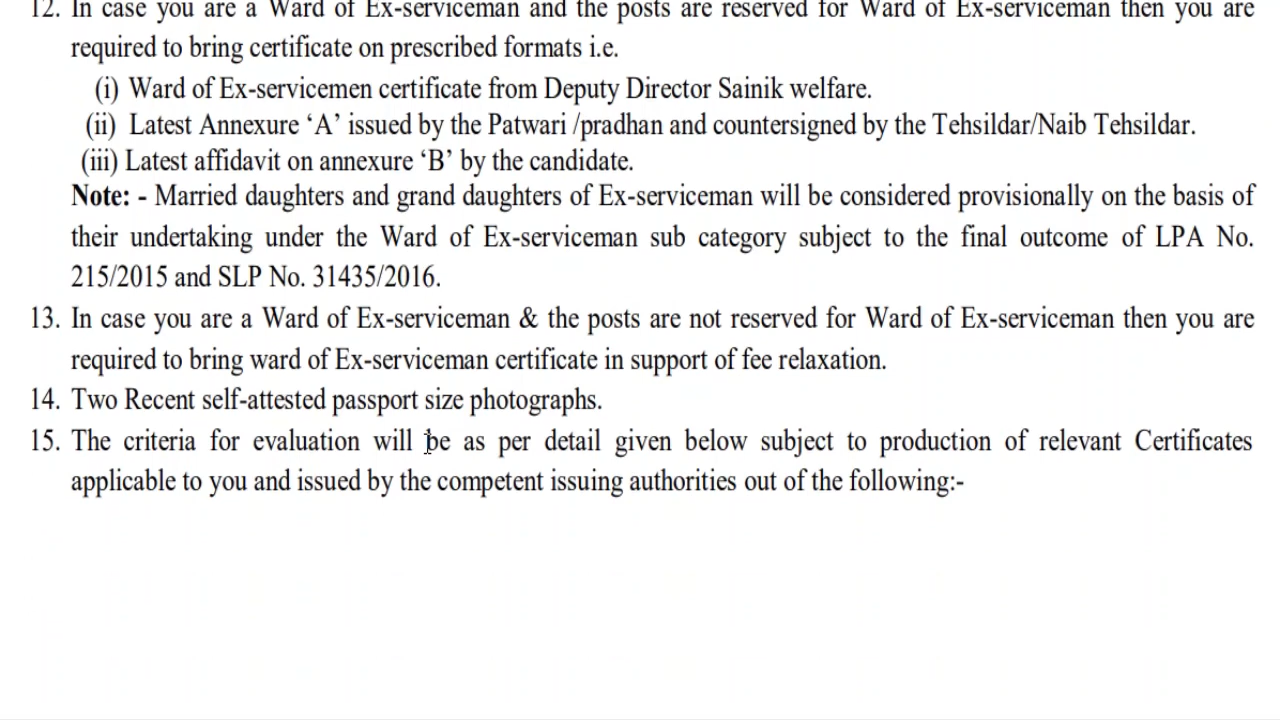 12. In case you are a Ward of Ex-serviceman and the posts are reserved for Ward of Ex-serviceman then you are
required to bring certificate on prescribed formats i.e.
(i) Ward of Ex-servicemen certificate from Deputy Director Sainik welfare.
(ii) Latest Annexure ‘A’ issued by the Patwari /pradhan and countersigned by the Tehsildar/Naib Tehsildar.
(iii) Latest affidavit on annexure ‘B’ by the candidate.
Note: - Married daughters and grand daughters of Ex-serviceman will be considered provisionally on the basis of
their undertaking under the Ward of Ex-serviceman sub category subject to the final outcome of LPA No.
215/2015 and SLP No. 31435/2016.
13. In case you are a Ward of Ex-serviceman & the posts are not reserved for Ward of Ex-serviceman then you are
required to bring ward of Ex-serviceman certificate in support of fee relaxation.
14. Two Recent self-attested passport size photographs.
15. The criteria for evaluation will be as per detail given below subject to production of relevant Certificates
applicable to you and issued by the competent issuing authorities out of the following:-